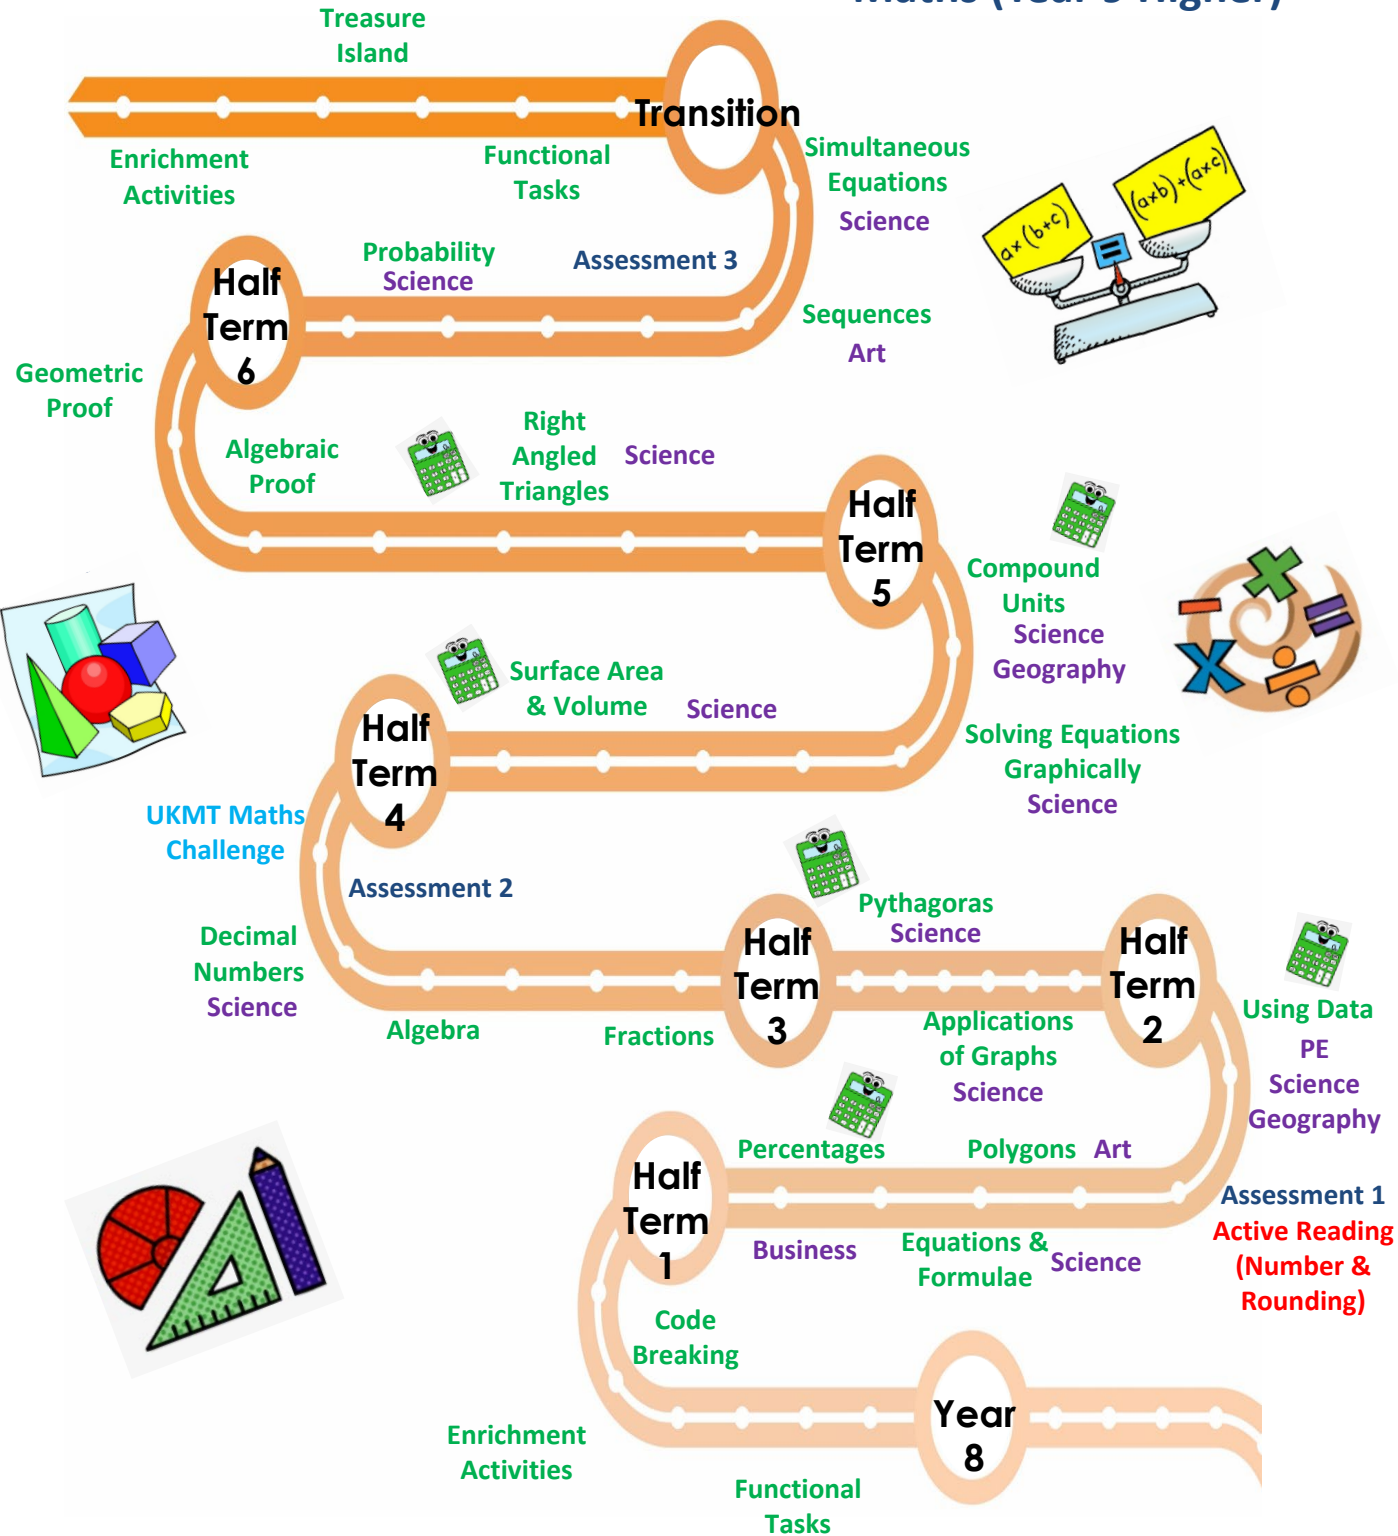 Maths (Year 9 Higher)
Treasure
Island
Transition
Enrichment
Activities
Functional
Tasks
Simultaneous
Equations
Science
a×(b+c)
=
(a×b)+(a×c)
Probability
Science
Assessment 3
Half
Term
6
Sequences
Art
Geometric
Proof
Algebraic
Proof
Right
Angled
Triangles
Science
Half
Term
5
Compound
Units
Science
Geography
Surface Area
& Volume
Science
Half
Term
4
Solving Equations
Graphically
Science
UKMT Maths
Challenge
Assessment 2
Decimal
Numbers
Science
Algebra
Fractions
Half
Term
3
Pythagoras
Science
Applications
of Graphs
Science
Half
Term
2
Using Data
PE
Science
Geography
Percentages
Polygons Art
Half
Term
1
Business
Equations &
Formulae
Science
Assessment 1
Active Reading
(Number &
Rounding)
Code
Breaking
Enrichment
Activities
Functional
Tasks
Year
8